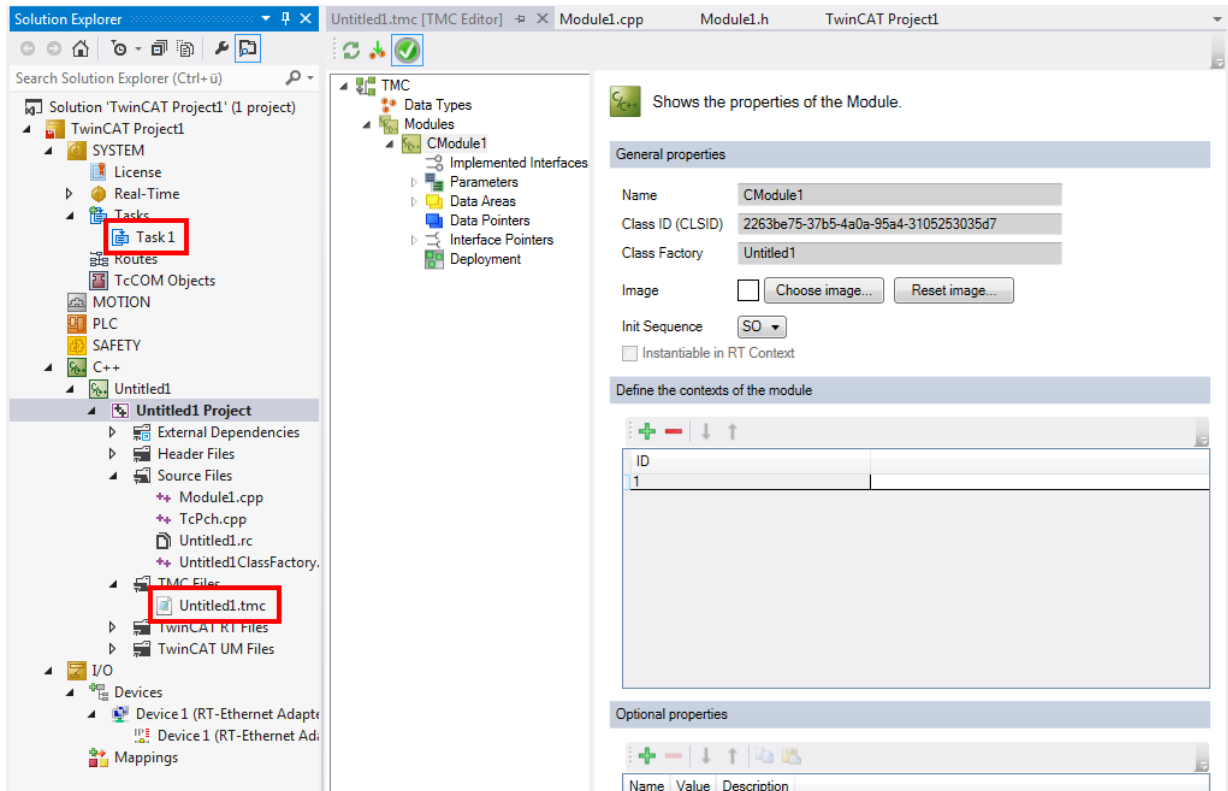 Solution Explorer
Search Solution Explorer (Ctrl+ü)
Solution 'TwinCAT Project1' (1 project)
TwinCAT Project1
SYSTEM
License
Real-Time
Tasks
Task 1
Routes
TcCOM Objects
MOTION
PLC
SAFETY
C++
Untitled1
Untitled1 Project
External Dependencies
Header Files
Source Files
Module1.cpp
TcPch.cpp
Untitled1.rc
Untitled1ClassFactory.
TMC Files
Untitled1.tmc
TwinCAT RT Files
TwinCAT UM Files
I/O
Devices
Device 1 (RT-Ethernet Adapte
Device 1 (RT-Ethernet Ada
Mappings
Untitled1.tmc [TMC Editor] Module1.cpp Module1.h TwinCAT Project1
TMC
Data Types
Modules
CModule1
Implemented Interfaces
Parameters
Data Areas
Data Pointers
Interface Pointers
Deployment
Shows the properties of the Module.
General properties
Name CModule1
Class ID (CLSID) 2263be75-37b5-4a0a-95a4-3105253035d7
Class Factory Untitled1
Image Choose image... Reset image...
Init Sequence SO
Instantiable in RT Context
Define the contexts of the module
ID
1
Optional properties
Name Value Description